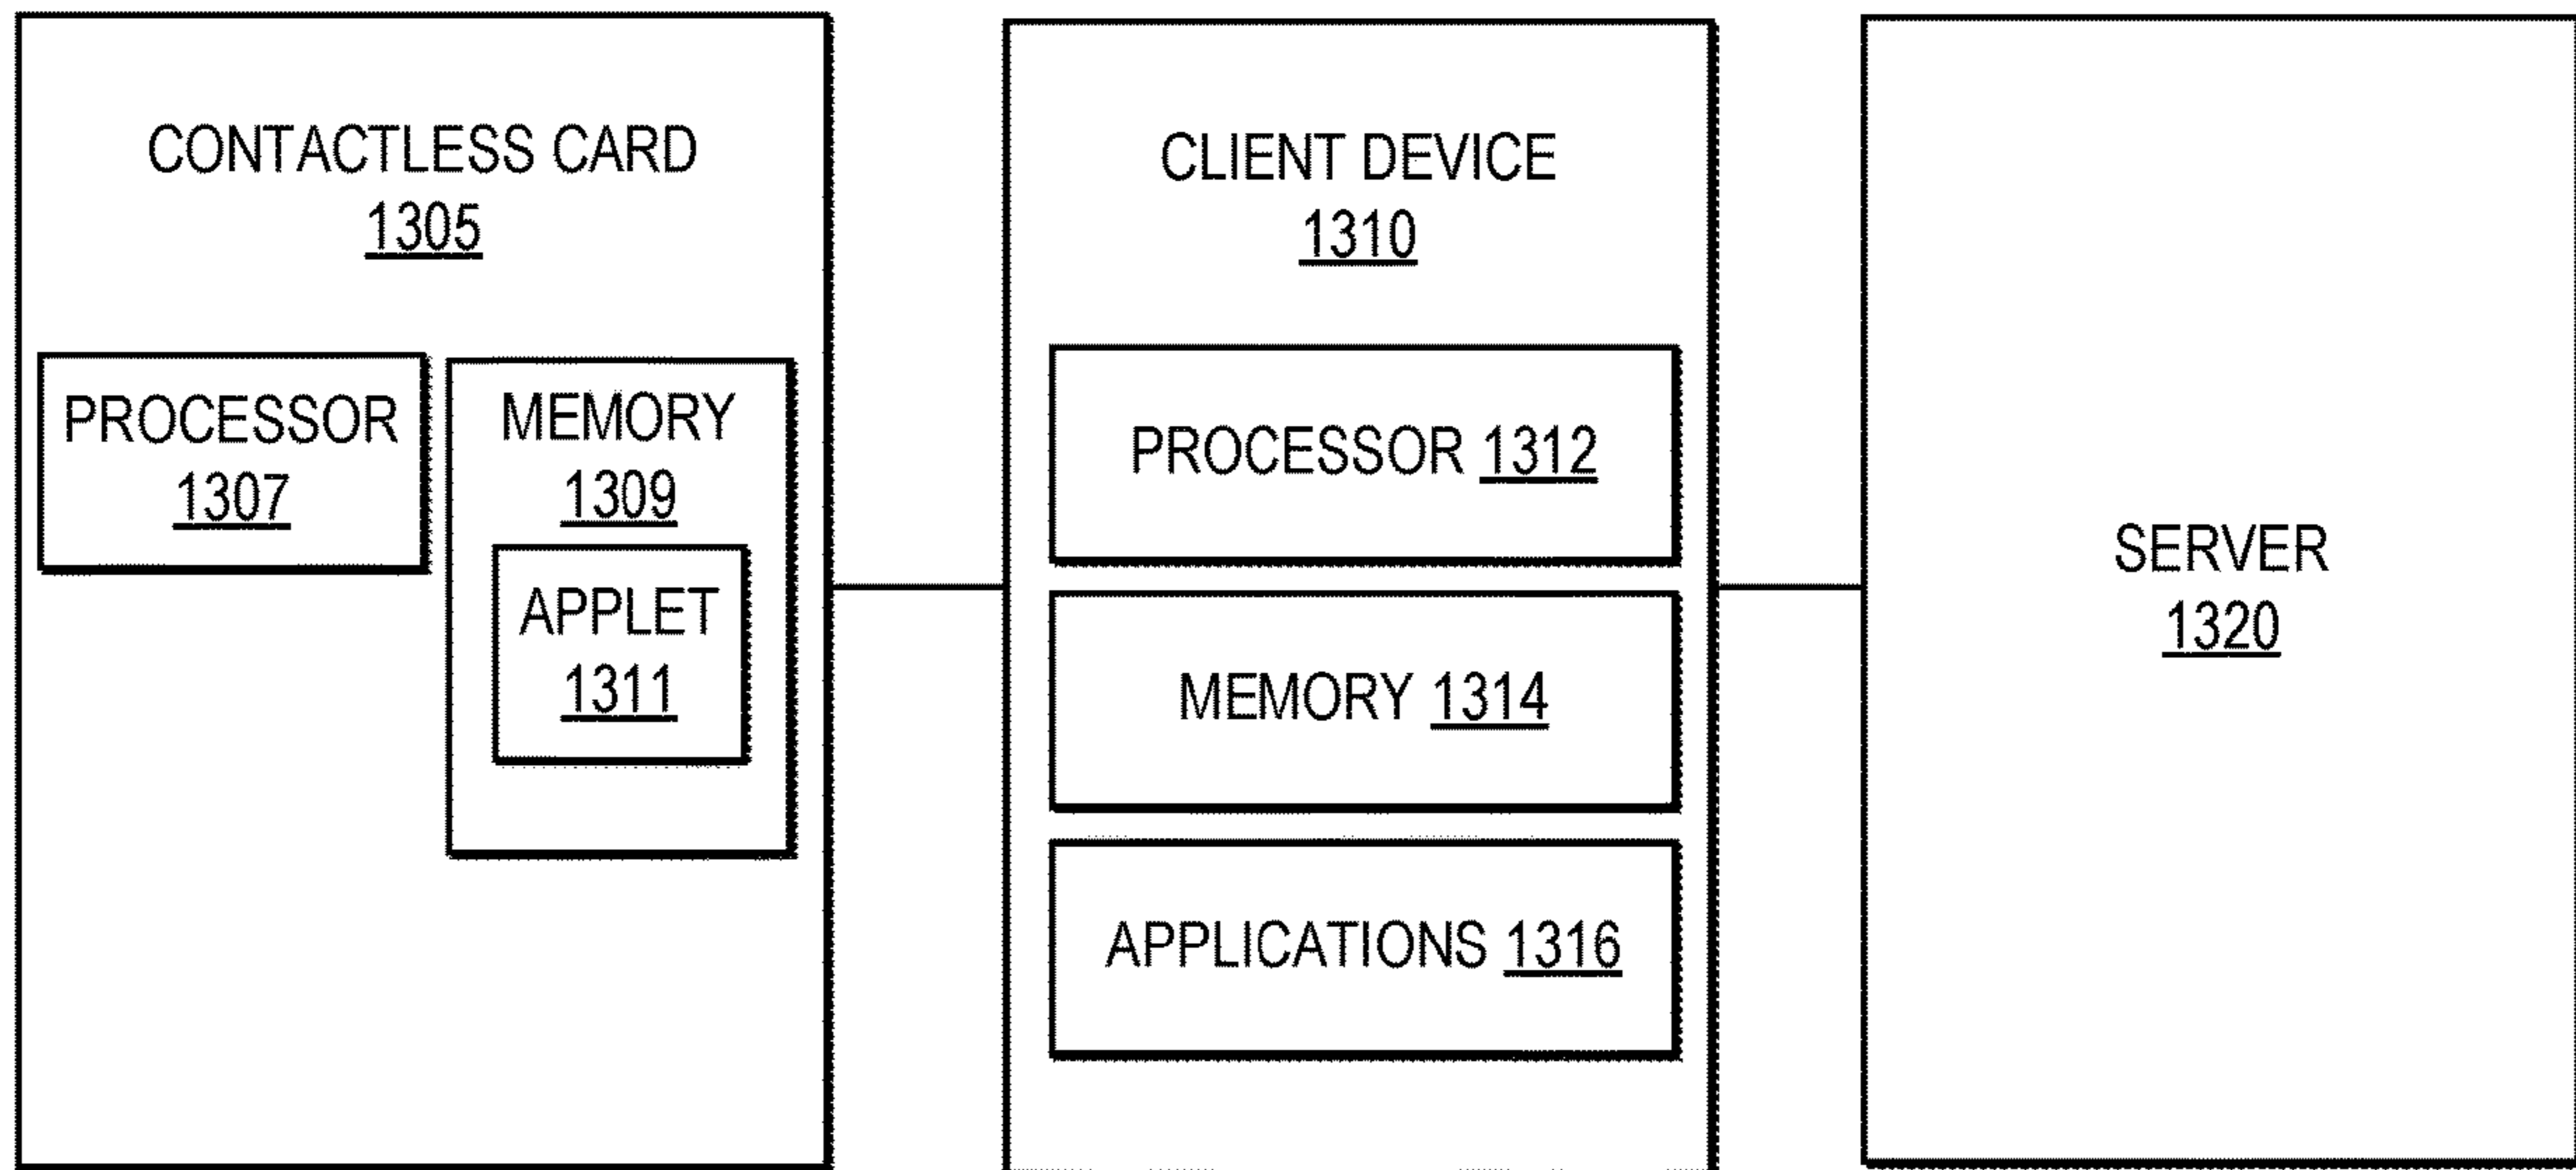 CONTACTLESS CARD
1305
PROCESSOR
1307
MEMORY
1309
APPLET
1311
CLIENT DEVICE
1310
PROCESSOR 1312
MEMORY 1314
APPLICATIONS 1316
SERVER
1320